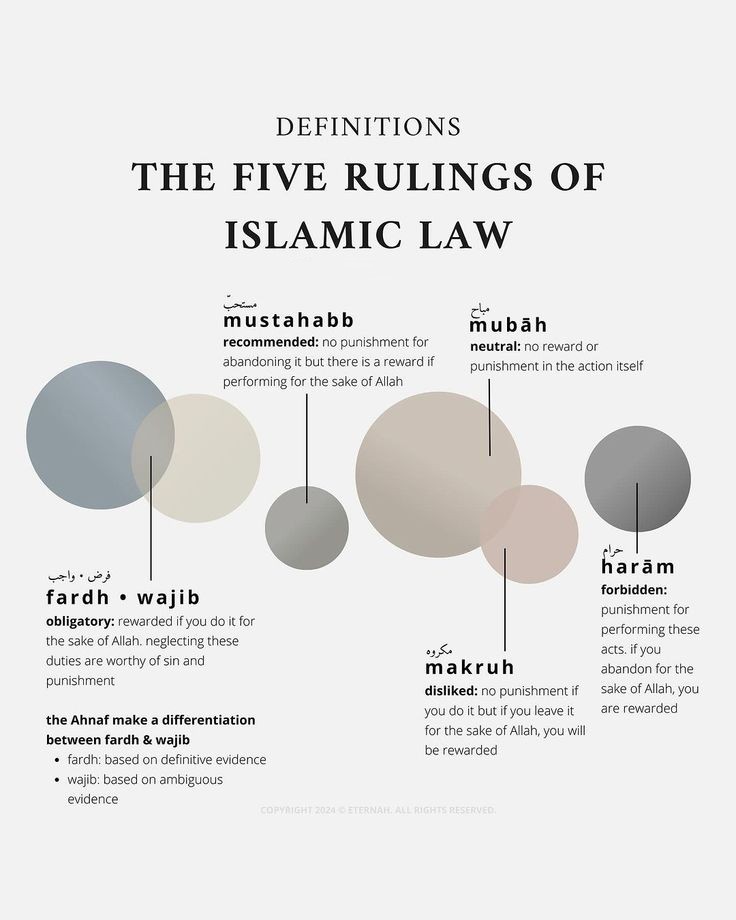 DEFINITIONS
THE FIVE RULINGS OF
ISLAMIC LAW
مستحبّ
mustahabb
recommended: no punishment for
abandoning it but there is a reward if
performing for the sake of Allah
مباح
mubāh
neutral: no reward or
punishment in the action itself
فرض • واجب
fardh • wajib
obligatory: rewarded if you do it for
the sake of Allah. neglecting these
duties are worthy of sin and
punishment
the Ahnaf make a differentiation
between fardh & wajib
• fardh: based on definitive evidence
• wajib: based on ambiguous
evidence
مكروه
makruh
disliked: no punishment if
you do it but if you leave it
for the sake of Allah, you will
be rewarded
حرام
harām
forbidden:
punishment for
performing these
acts. if you
abandon for the
sake of Allah, you
are rewarded
COPYRIGHT 2024 © ETERNAH. ALL RIGHTS RESERVED.